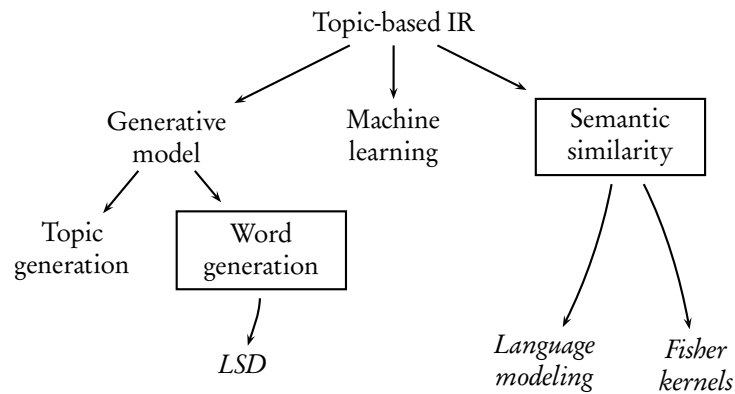 Topic-based IR
Generative
model
Machine
learning
Semantic
similarity
Topic
generation
Word
generation
LSD
Language
modeling
Fisher
kernels